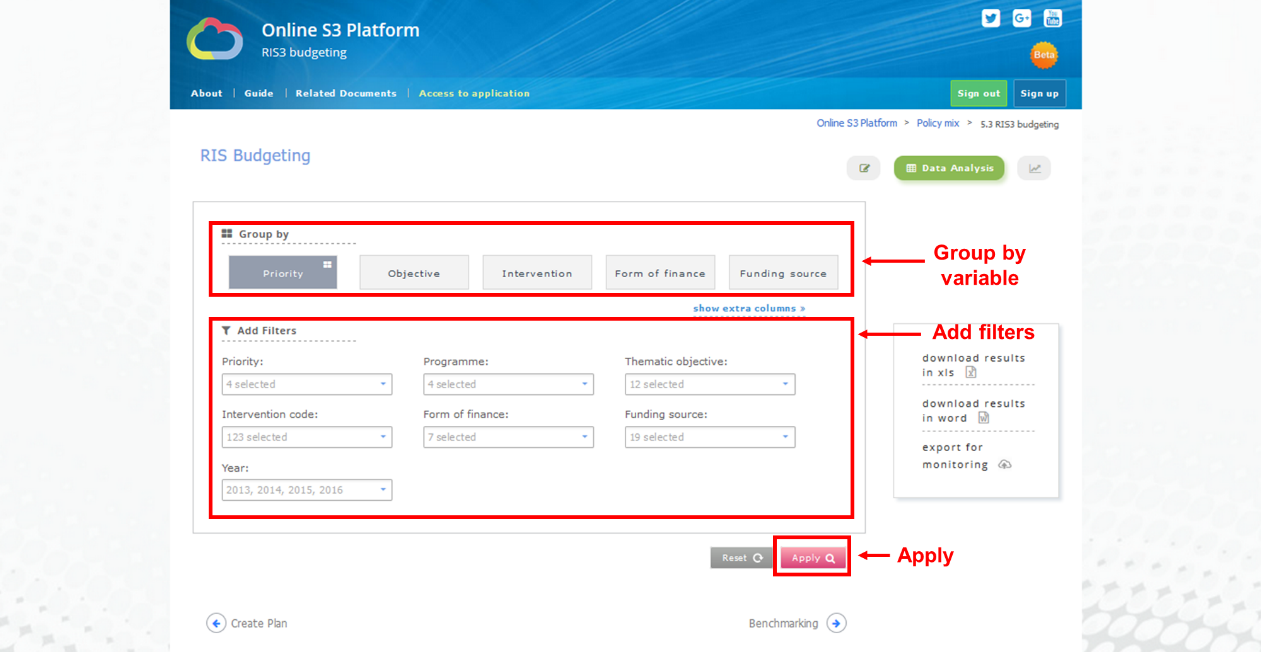 Online S3 Platform
RIS3 budgeting
G+
You
Tube
Beta
About | Guide | Related Documents | Access to application
Sign out Sign up
Online S3 Platform > Policy mix > 5.3 RIS3 budgeting
RIS Budgeting
Data Analysis
Group by
Priority Objective Intervention Form of finance Funding source
Group by
variable
show extra columns »
Add Filters
Add filters
Priority: Programme: Thematic objective:
4 selected 4 selected 12 selected
Intervention code: Form of finance: Funding source:
123 selected 7 selected 19 selected
Year:
2013, 2014, 2015, 2016
download results
in xls
download results
in word
export for
monitoring
Reset Apply
Apply
Create Plan Benchmarking